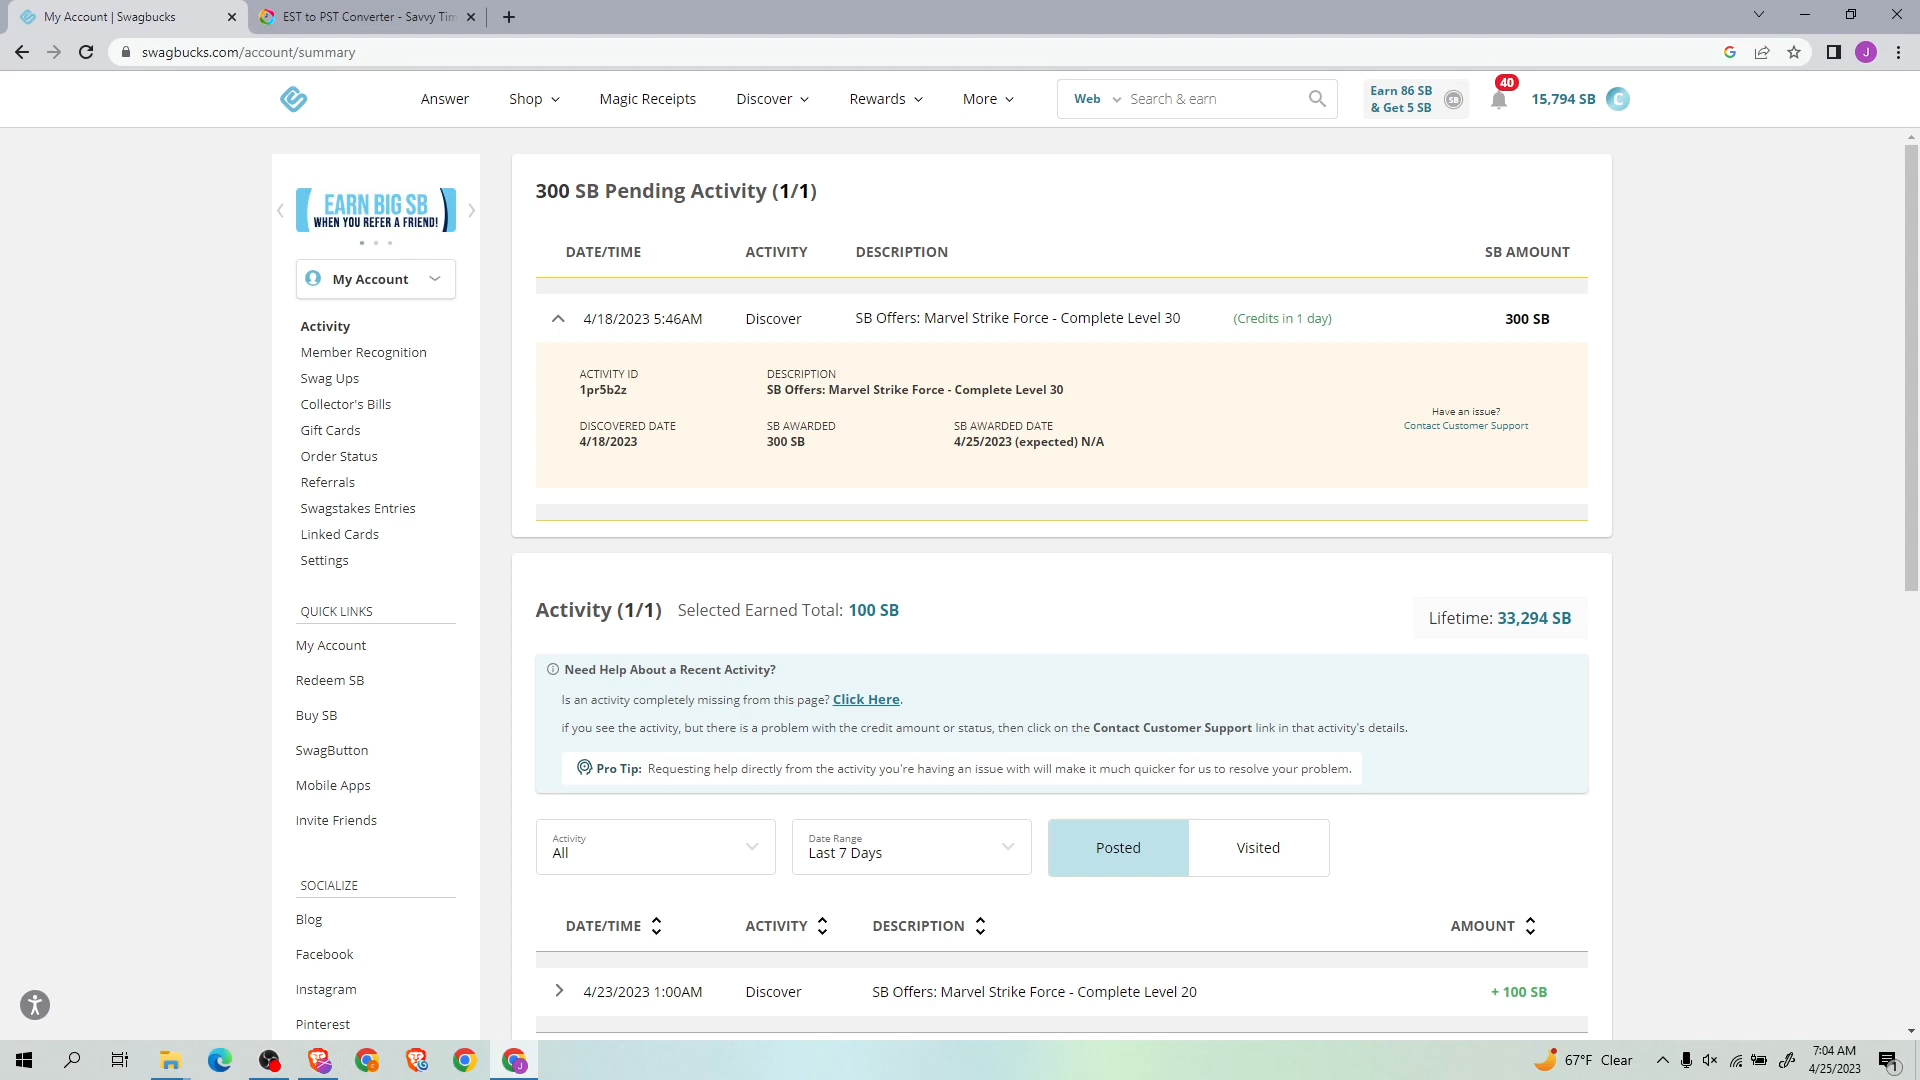 My Account | Swagbucks
EST to PST Converter - Savvy Tim
swagbucks.com/account/summary
J
Answer
Shop
Magic Receipts
Discover
Rewards
More
Web
Search & earn
Earn 86 SB
& Get 5 SB
SB
40
15,794 SB
C
EARN BIG SB
WHEN YOU REFER A FRIEND!
My Account
Activity
Member Recognition
Swag Ups
Collector's Bills
Gift Cards
Order Status
Referrals
Swagstakes Entries
Linked Cards
Settings
QUICK LINKS
My Account
Redeem SB
Buy SB
SwagButton
Mobile Apps
Invite Friends
SOCIALIZE
Blog
Facebook
Instagram
Pinterest
300 SB Pending Activity (1/1)
DATE/TIME ACTIVITY DESCRIPTION SB AMOUNT
4/18/2023 5:46AM Discover SB Offers: Marvel Strike Force - Complete Level 30 (Credits in 1 day) 300 SB
ACTIVITY ID
1pr5b2z
DESCRIPTION
SB Offers: Marvel Strike Force - Complete Level 30
DISCOVERED DATE
4/18/2023
SB AWARDED
300 SB
SB AWARDED DATE
4/25/2023 (expected) N/A
Have an issue?
Contact Customer Support
Activity (1/1)
Selected Earned Total: 100 SB
Lifetime: 33,294 SB
Need Help About a Recent Activity?
Is an activity completely missing from this page? Click Here.
if you see the activity, but there is a problem with the credit amount or status, then click on the Contact Customer Support link in that activity's details.
Pro Tip: Requesting help directly from the activity you're having an issue with will make it much quicker for us to resolve your problem.
Activity
All
Date Range
Last 7 Days
Posted
Visited
DATE/TIME ACTIVITY DESCRIPTION AMOUNT
4/23/2023 1:00AM Discover SB Offers: Marvel Strike Force - Complete Level 20 + 100 SB
67°F Clear
7:04 AM
4/25/2023
1